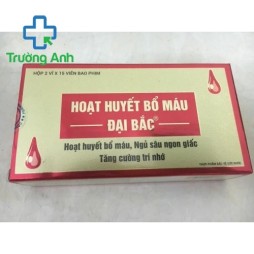 Trường Anh
HỘP 2 VỈ X 10 VIÊN BAO PHIM
HOẠT HUYẾT BỔ MÁU
ĐẠI BẮC
Hoạt huyết bổ máu, Ngủ sâu ngon giấc
Tăng cường trí nhớ